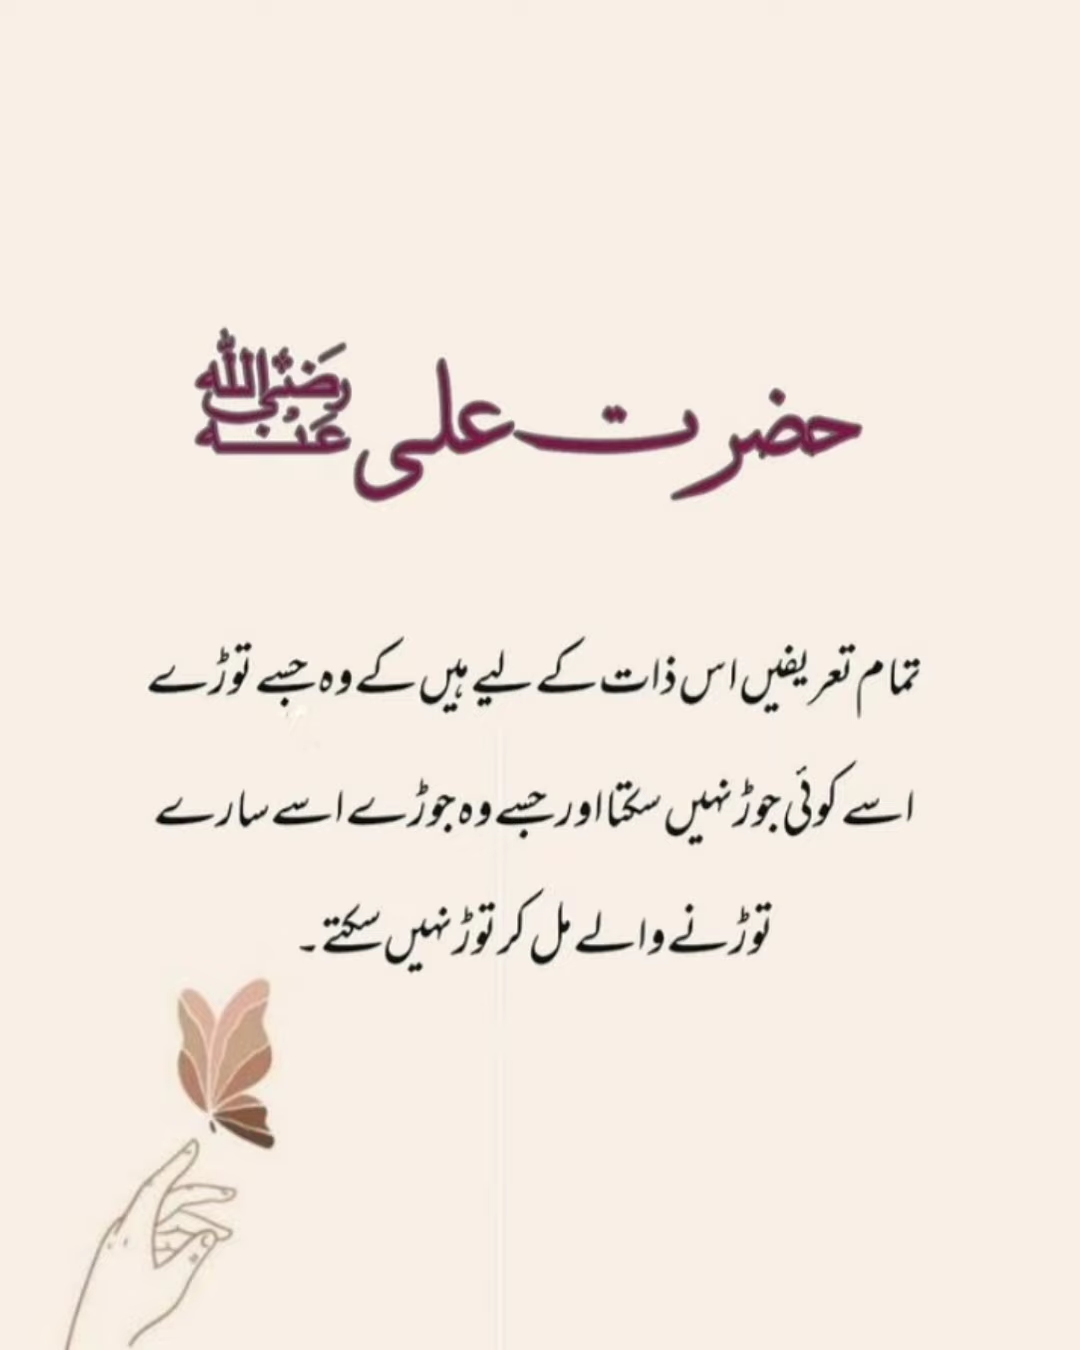 حضرت علی رضی اللہ عنہ
تمام تعریفیں اس ذات کے لیے ہیں کے وہ جسے توڑے
اسے کوئی جوڑ نہیں سکتا اور جسے وہ جوڑے اسے سارے
توڑنے والے مل کر توڑ نہیں سکتے۔